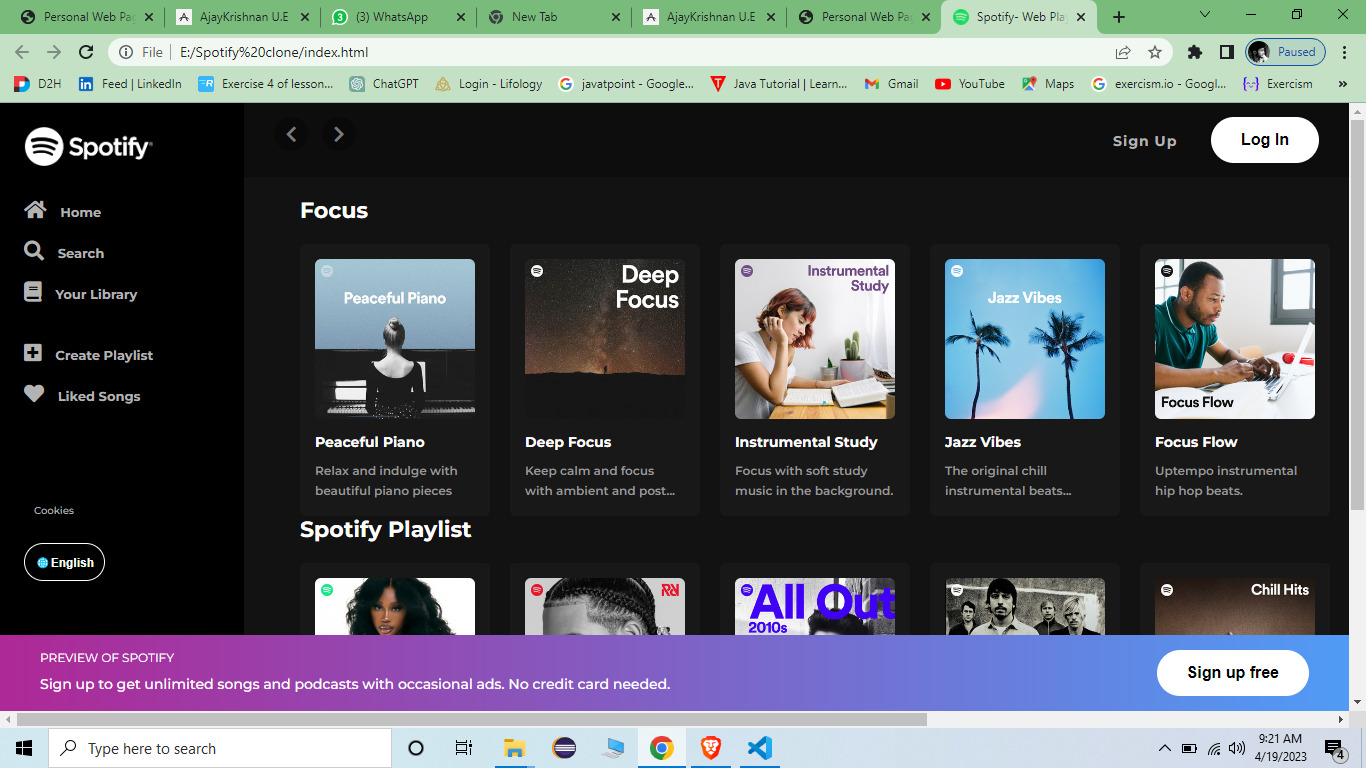 Personal Web Pa
AjayKrishnan U.E
(3) WhatsApp
New Tab
AjayKrishnan U.E
Personal Web Pa
Spotify- Web Pla
File
E:/Spotify%20clone/index.html
Paused
D2H
Feed | LinkedIn
Exercise 4 of lesson...
ChatGPT
Login - Lifology
javatpoint - Google...
Java Tutorial | Learn...
Gmail
YouTube
Maps
exercism.io - Googl...
Exercism
Spotify
Sign Up
Log In
Home
Search
Your Library
Create Playlist
Liked Songs
Cookies
English
Focus
Peaceful Piano
Deep
Focus
Instrumental
Study
Jazz Vibes
Focus Flow
Peaceful Piano
Relax and indulge with
beautiful piano pieces
Deep Focus
Keep calm and focus
with ambient and post...
Instrumental Study
Focus with soft study
music in the background.
Jazz Vibes
The original chill
instrumental beats...
Focus Flow
Uptempo instrumental
hip hop beats.
Spotify Playlist
All Out
2010s
Chill Hits
PREVIEW OF SPOTIFY
Sign up to get unlimited songs and podcasts with occasional ads. No credit card needed.
Sign up free
Type here to search
9:21 AM
4/19/2023
4